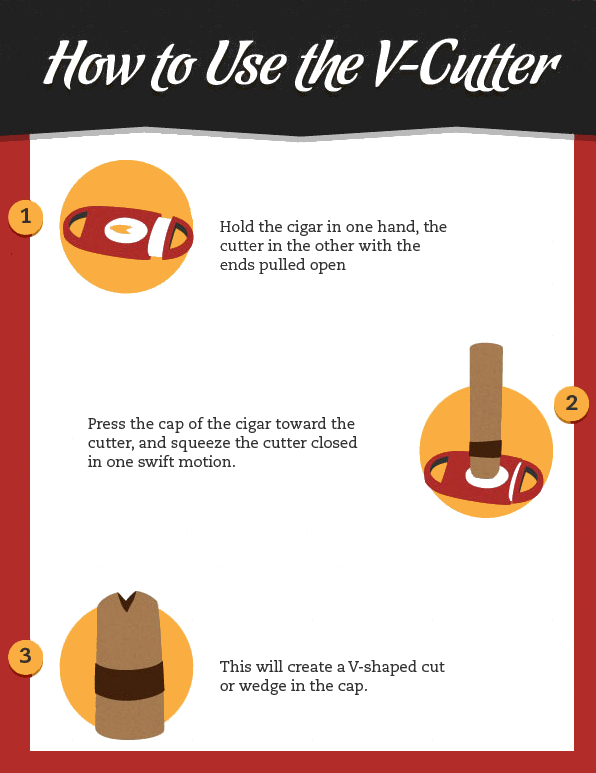 How to Use the V-Cutter
1
Hold the cigar in one hand, the
cutter in the other with the
ends pulled open
2
Press the cap of the cigar toward the
cutter, and squeeze the cutter closed
in one swift motion.
3
This will create a V-shaped cut
or wedge in the cap.